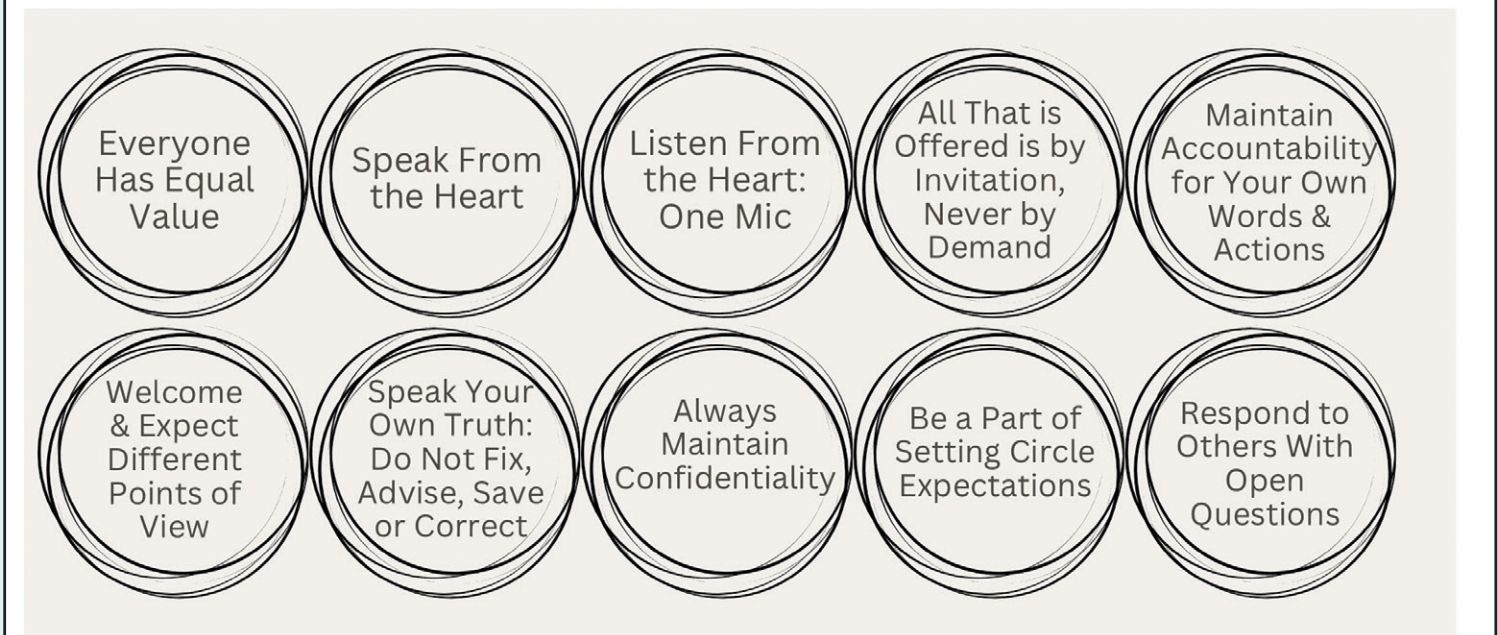 Everyone
Has Equal
Value
Speak From
the Heart
Listen From
the Heart:
One Mic
All That is
Offered is by
Invitation,
Never by
Demand
Maintain
Accountability
for Your Own
Words &
Actions
Welcome
& Expect
Different
Points of
View
Speak Your
Own Truth:
Do Not Fix,
Advise, Save
or Correct
Always
Maintain
Confidentiality
Be a Part of
Setting Circle
Expectations
Respond to
Others With
Open
Questions